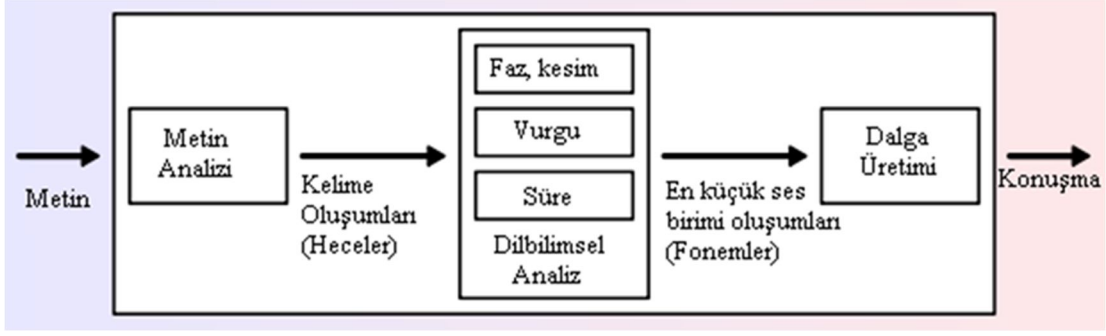 Metin
Metin
Analizi
Kelime
Oluşumları
(Heceler)
Faz, kesim
Vurgu
Süre
Dilbilimsel
Analiz
En küçük ses
birimi oluşumları
(Fonemler)
Dalga
Üretimi
Konuşma